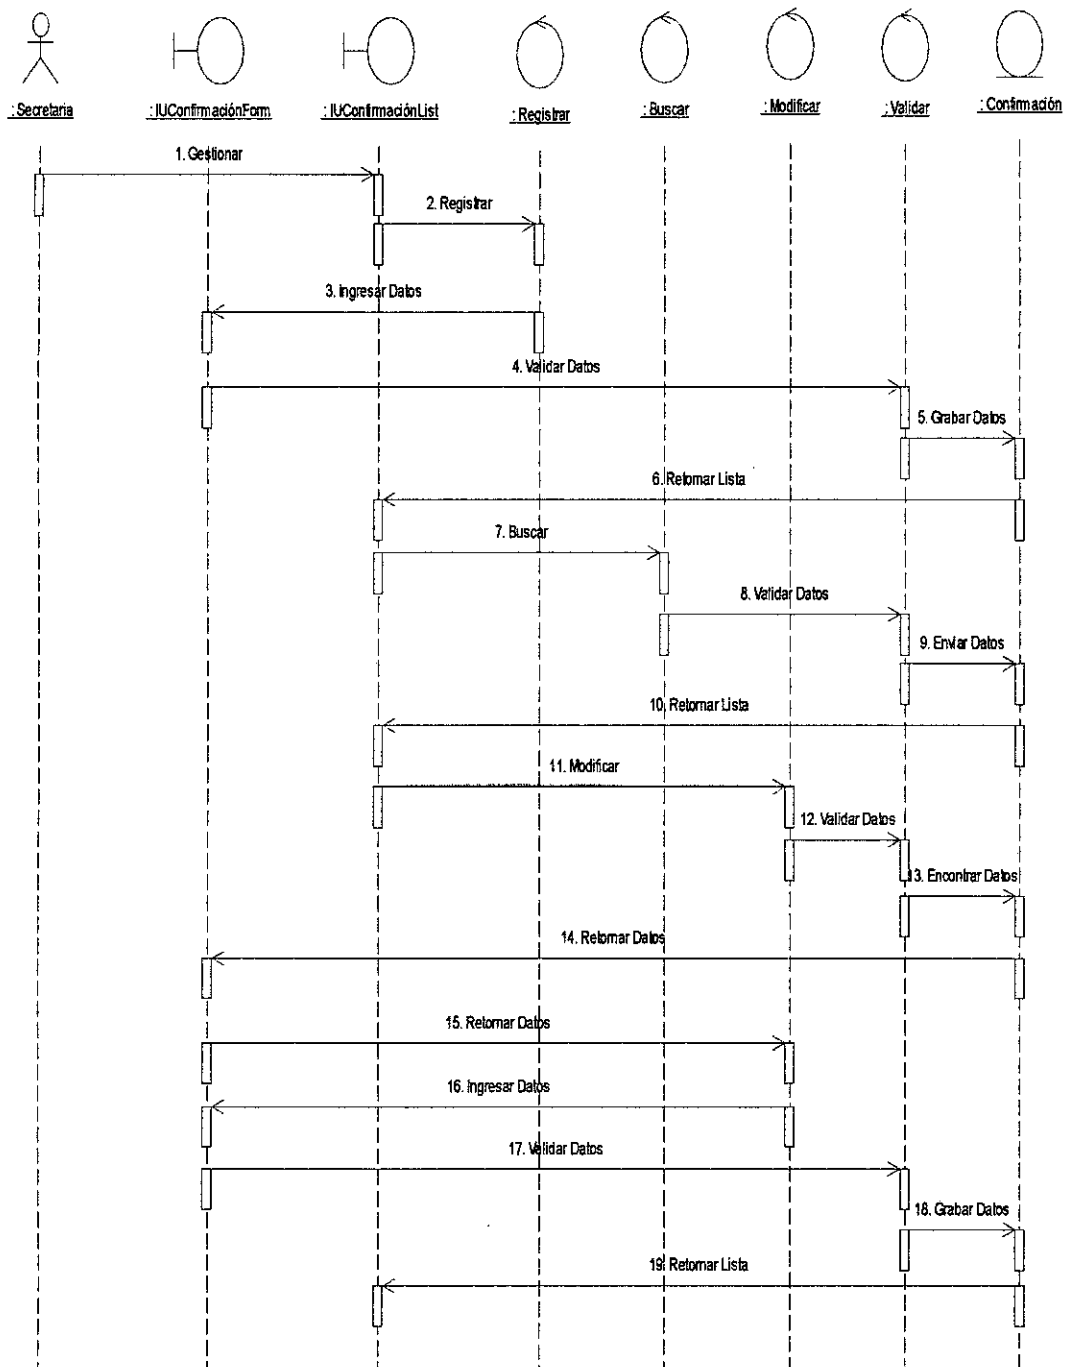 : Secretaria
: IUConfirmaciónForm
: IUConfirmaciónList
: Registrar
: Buscar
: Modificar
: Validar
: Confirmación
1. Gestionar
2. Registrar
3. Ingresar Datos
4. Validar Datos
5. Grabar Datos
6. Retornar Lista
7. Buscar
8. Validar Datos
9. Enviar Datos
10. Retornar Lista
11. Modificar
12. Validar Datos
13. Encontrar Datos
14. Retornar Datos
15. Retornar Datos
16. Ingresar Datos
17. Validar Datos
18. Grabar Datos
19. Retornar Lista